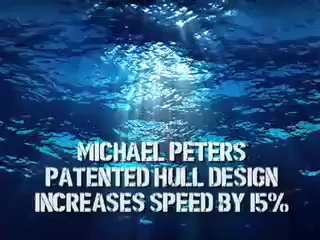 MICHAEL PETERS
PATENTED HULL DESIGN
INCREASES SPEED BY 15%